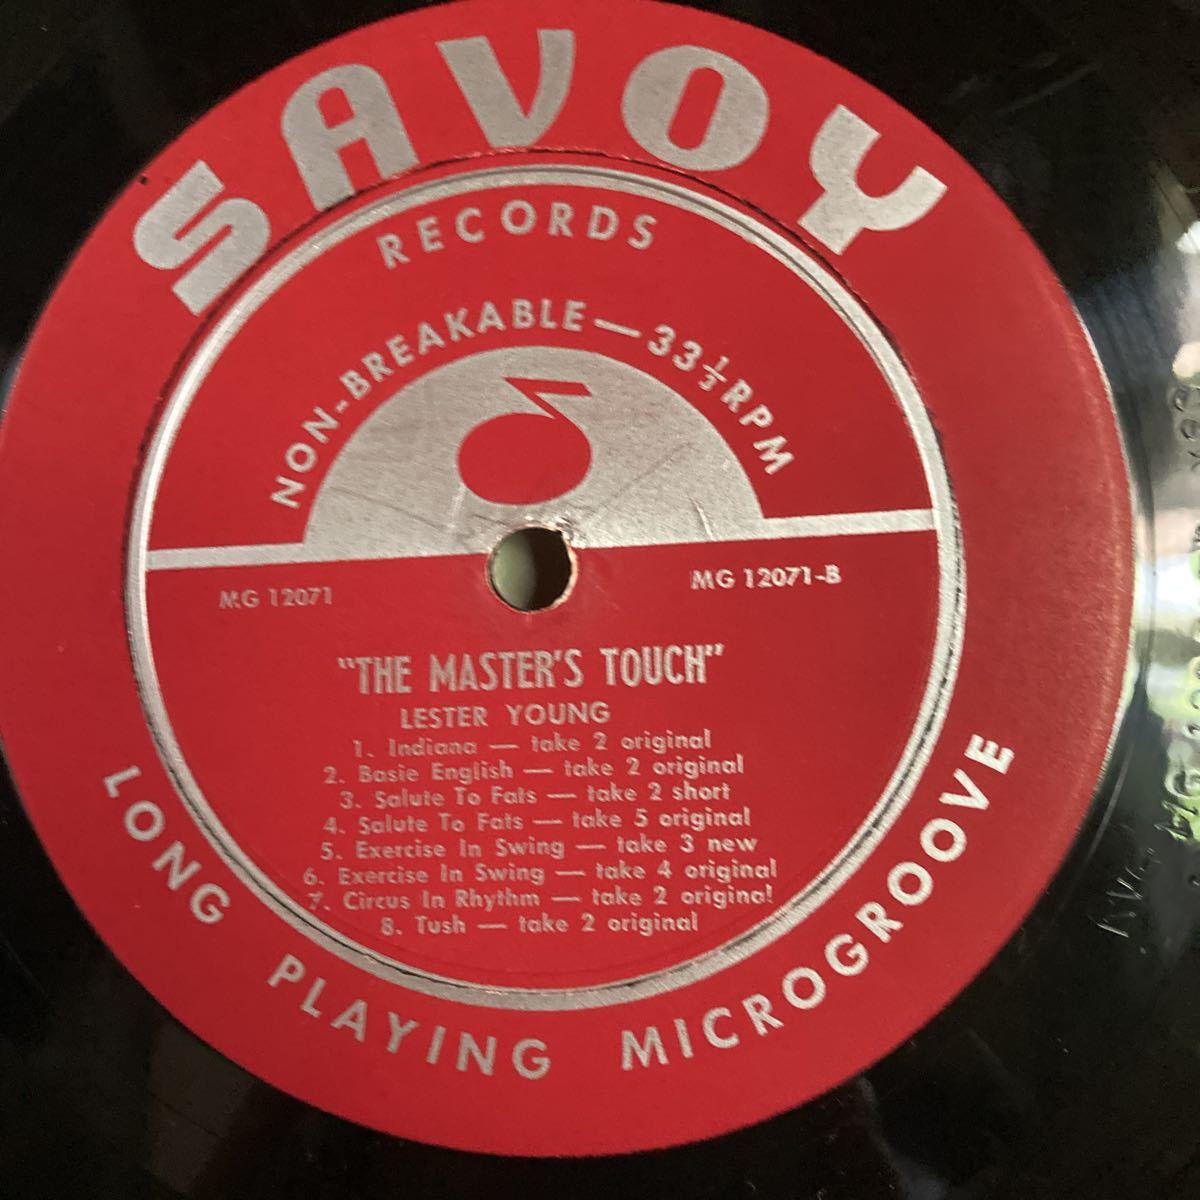 SAVOY
RECORDS
NON-BREAKABLE—33⅓RPM
MG 12071
MG 12071-B
"THE MASTER'S TOUCH"
LESTER YOUNG
1. Indiana — take 2 original
2. Basie English — take 2 original
3. Salute To Fats — take 2 short
4. Salute To Fats — take 5 original
5. Exercise In Swing — take 3 new
6. Exercise In Swing — take 4 original
7. Circus In Rhythm — take 2 original
8. Tush — take 2 original
LONG PLAYING MICROGROOVE